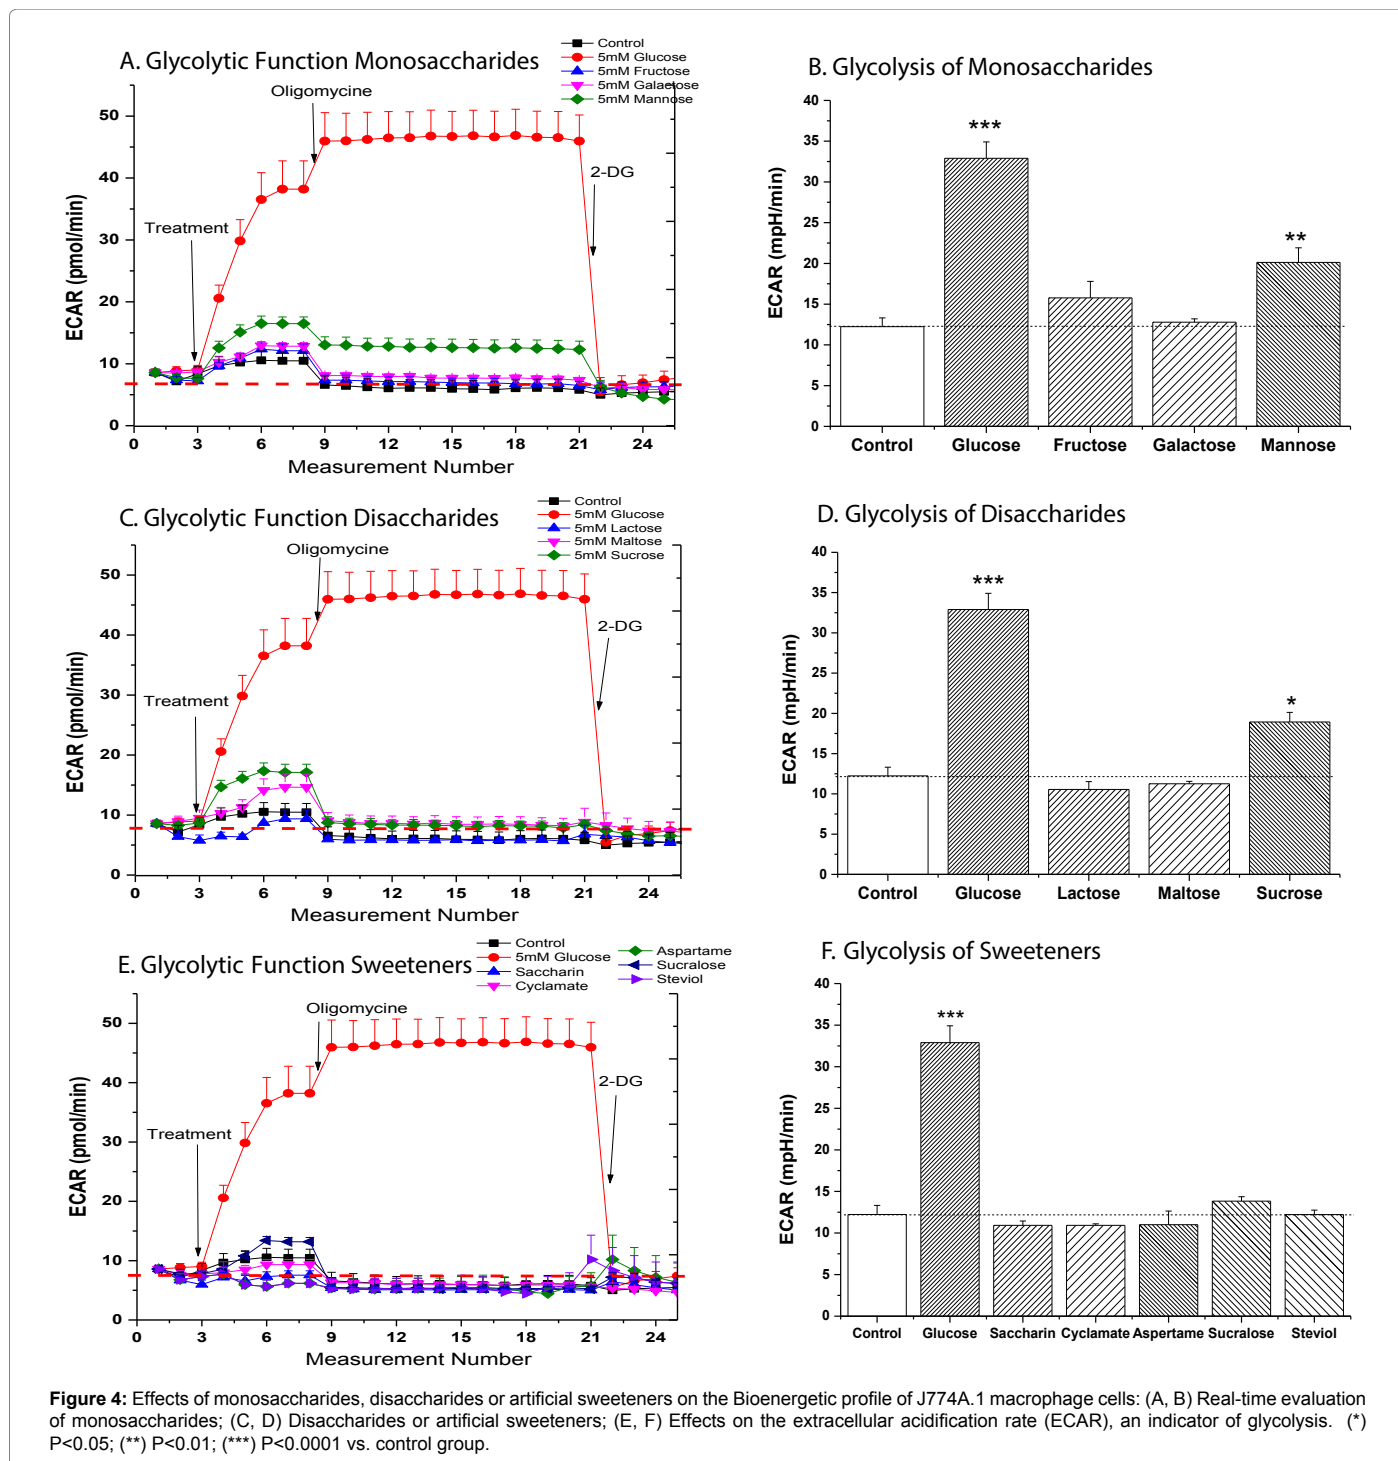 A. Glycolytic Function Monosaccharides
Control
5mM Glucose
5mM Fructose
5mM Galactose
5mM Mannose
Oligomycine
2-DG
Treatment
ECAR (pmol/min)
50
40
30
20
10
0
0 3 6 9 12 15 18 21 24
Measurement Number
B. Glycolysis of Monosaccharides
ECAR (mpH/min)
40
35
30
25
20
15
10
5
0
***
**
Control Glucose Fructose Galactose Mannose
C. Glycolytic Function Disaccharides
Control
5mM Glucose
5mM Lactose
5mM Maltose
5mM Sucrose
Oligomycine
2-DG
Treatment
ECAR (pmol/min)
50
40
30
20
10
0
0 3 6 9 12 15 18 21 24
Measurement Number
D. Glycolysis of Disaccharides
ECAR (mpH/min)
40
35
30
25
20
15
10
5
0
***
*
Control Glucose Lactose Maltose Sucrose
E. Glycolytic Function Sweeteners
Control
5mM Glucose
Saccharin
Cyclamate
Aspartame
Sucralose
Steviol
Oligomycine
2-DG
Treatment
ECAR (pmol/min)
50
40
30
20
10
0
0 3 6 9 12 15 18 21 24
Measurement Number
F. Glycolysis of Sweeteners
ECAR (mpH/min)
40
35
30
25
20
15
10
5
0
***
Control Glucose Saccharin Cyclamate Aspertame Sucralose Steviol
Figure 4: Effects of monosaccharides, disaccharides or artificial sweeteners on the Bioenergetic profile of J774A.1 macrophage cells: (A, B) Real-time evaluation
of monosaccharides; (C, D) Disaccharides or artificial sweeteners; (E, F) Effects on the extracellular acidification rate (ECAR), an indicator of glycolysis. (*)
P<0.05; (**) P<0.01; (***) P<0.0001 vs. control group.